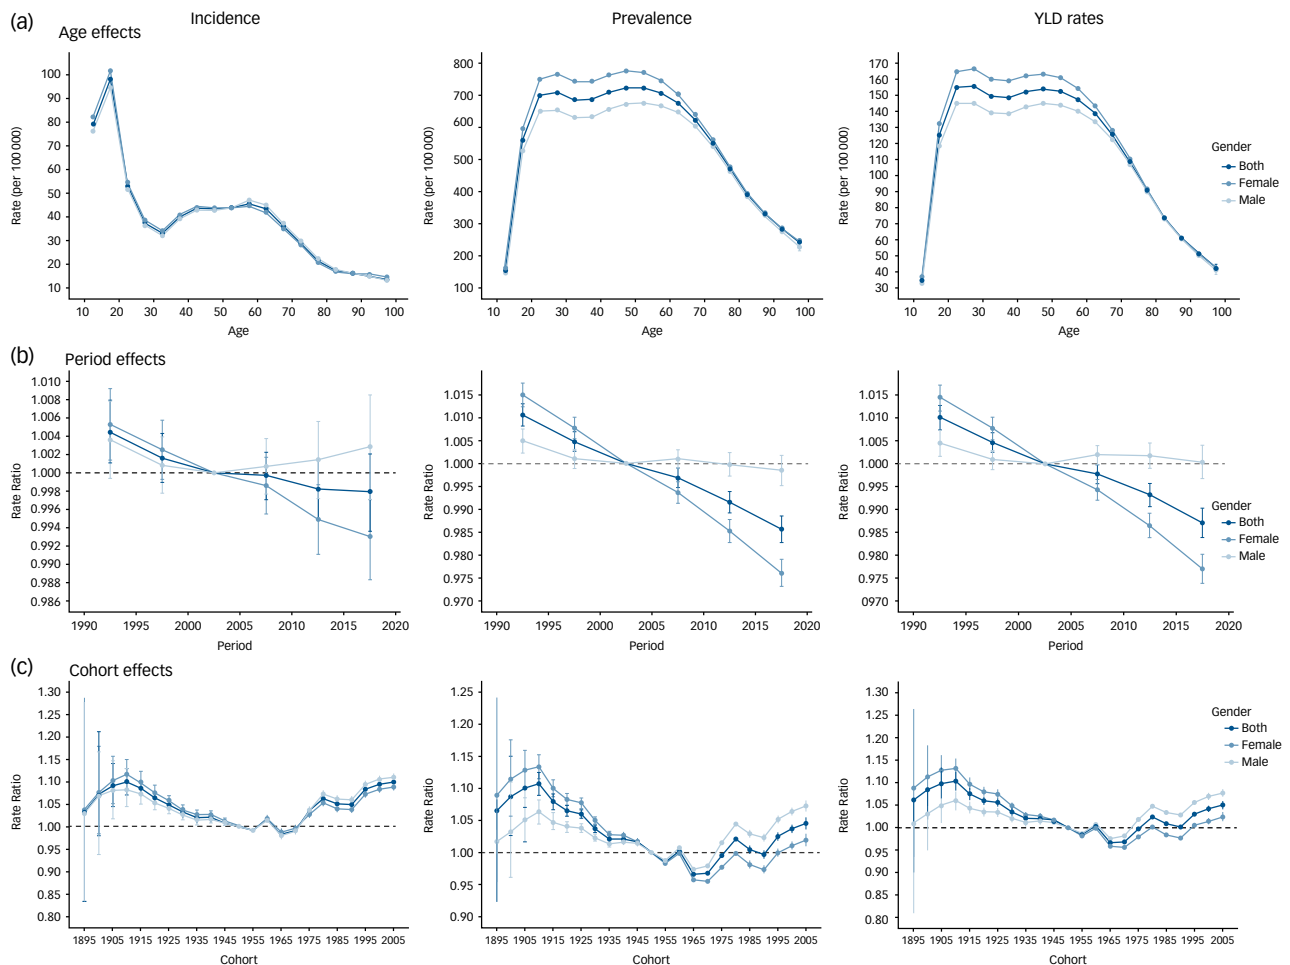 (a)
Incidence
Prevalence
YLD rates
Age effects
100
90
80
70
60
50
40
30
20
10
Rate (per 100 000)
10 20 30 40 50 60 70 80 90 100
Age
800
700
600
500
400
300
200
100
Rate (per 100 000)
10 20 30 40 50 60 70 80 90 100
Age
170
160
150
140
130
120
110
100
90
80
70
60
50
40
30
Rate (per 100 000)
10 20 30 40 50 60 70 80 90 100
Age
Gender
Both
Female
Male
(b)
Period effects
1.010
1.008
1.006
1.004
1.002
1.000
0.998
0.996
0.994
0.992
0.990
0.988
0.986
Rate Ratio
1990 1995 2000 2005 2010 2015 2020
Period
1.015
1.010
1.005
1.000
0.995
0.990
0.985
0.980
0.975
0.970
Rate Ratio
1990 1995 2000 2005 2010 2015 2020
Period
1.015
1.010
1.005
1.000
0.995
0.990
0.985
0.980
0.975
0970
Rate Ratio
1990 1995 2000 2005 2010 2015 2020
Period
Gender
Both
Female
Male
(c)
Cohort effects
1.30
1.25
1.20
1.15
1.10
1.05
1.00
0.95
0.90
0.85
0.80
Rate Ratio
1895 1905 1915 1925 1935 1945 1955 1965 1975 1985 1995 2005
Cohort
1.25
1.20
1.15
1.10
1.05
1.00
0.95
0.90
Rate Ratio
1895 1905 1915 1925 1935 1945 1955 1965 1975 1985 1995 2005
Cohort
1.30
1.25
1.20
1.15
1.10
1.05
1.00
0.95
0.90
0.85
0.80
Rate Ratio
1895 1905 1915 1925 1935 1945 1955 1965 1975 1985 1995 2005
Cohort
Gender
Both
Female
Male